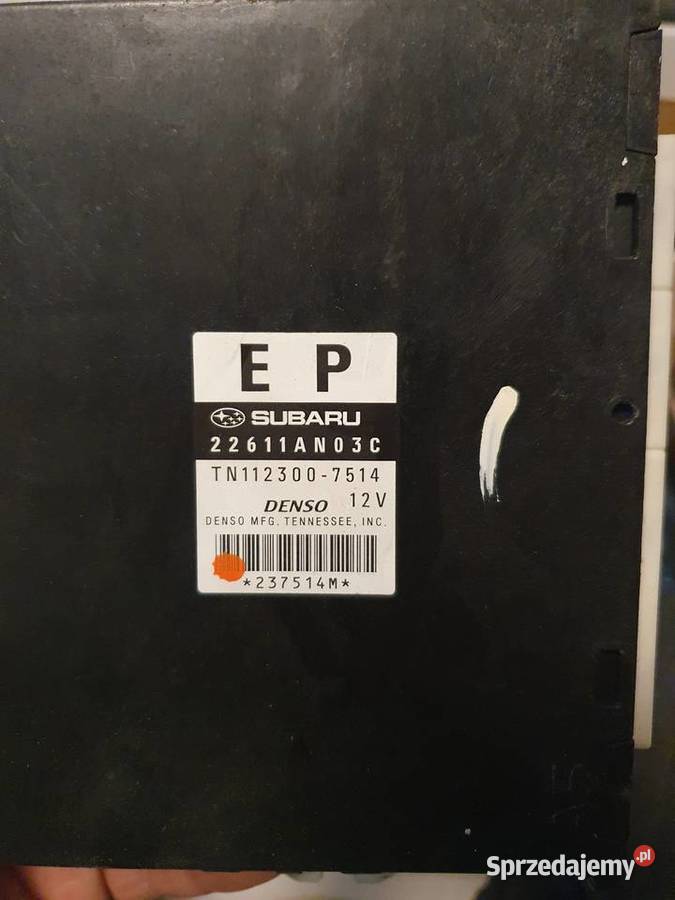 E P
SUBARU
22611AN03C
TN112300-7514
DENSO 12V
DENSO MFG. TENNESSEE, INC.
*237514M*
Sprzedajemy.pl